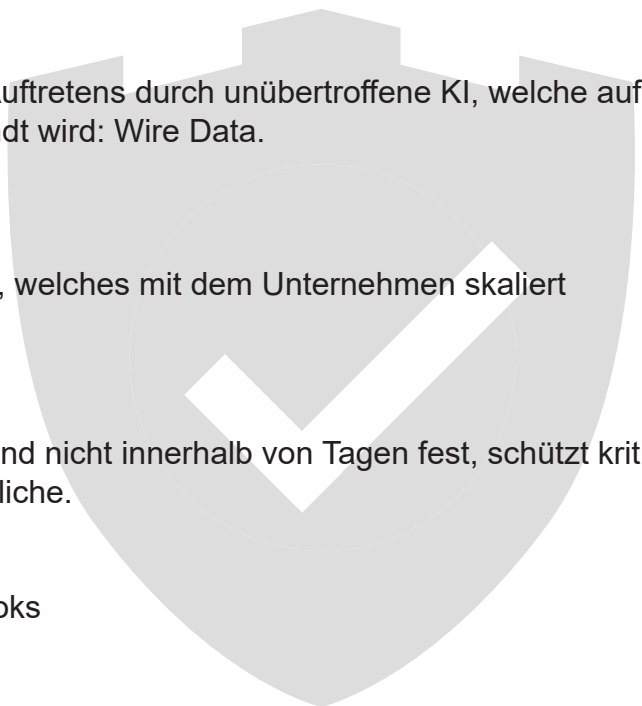 uftretens durch unübertroffene KI, welche auf
dt wird: Wire Data.
, welches mit dem Unternehmen skaliert
nd nicht innerhalb von Tagen fest, schützt krit
liche.
oks